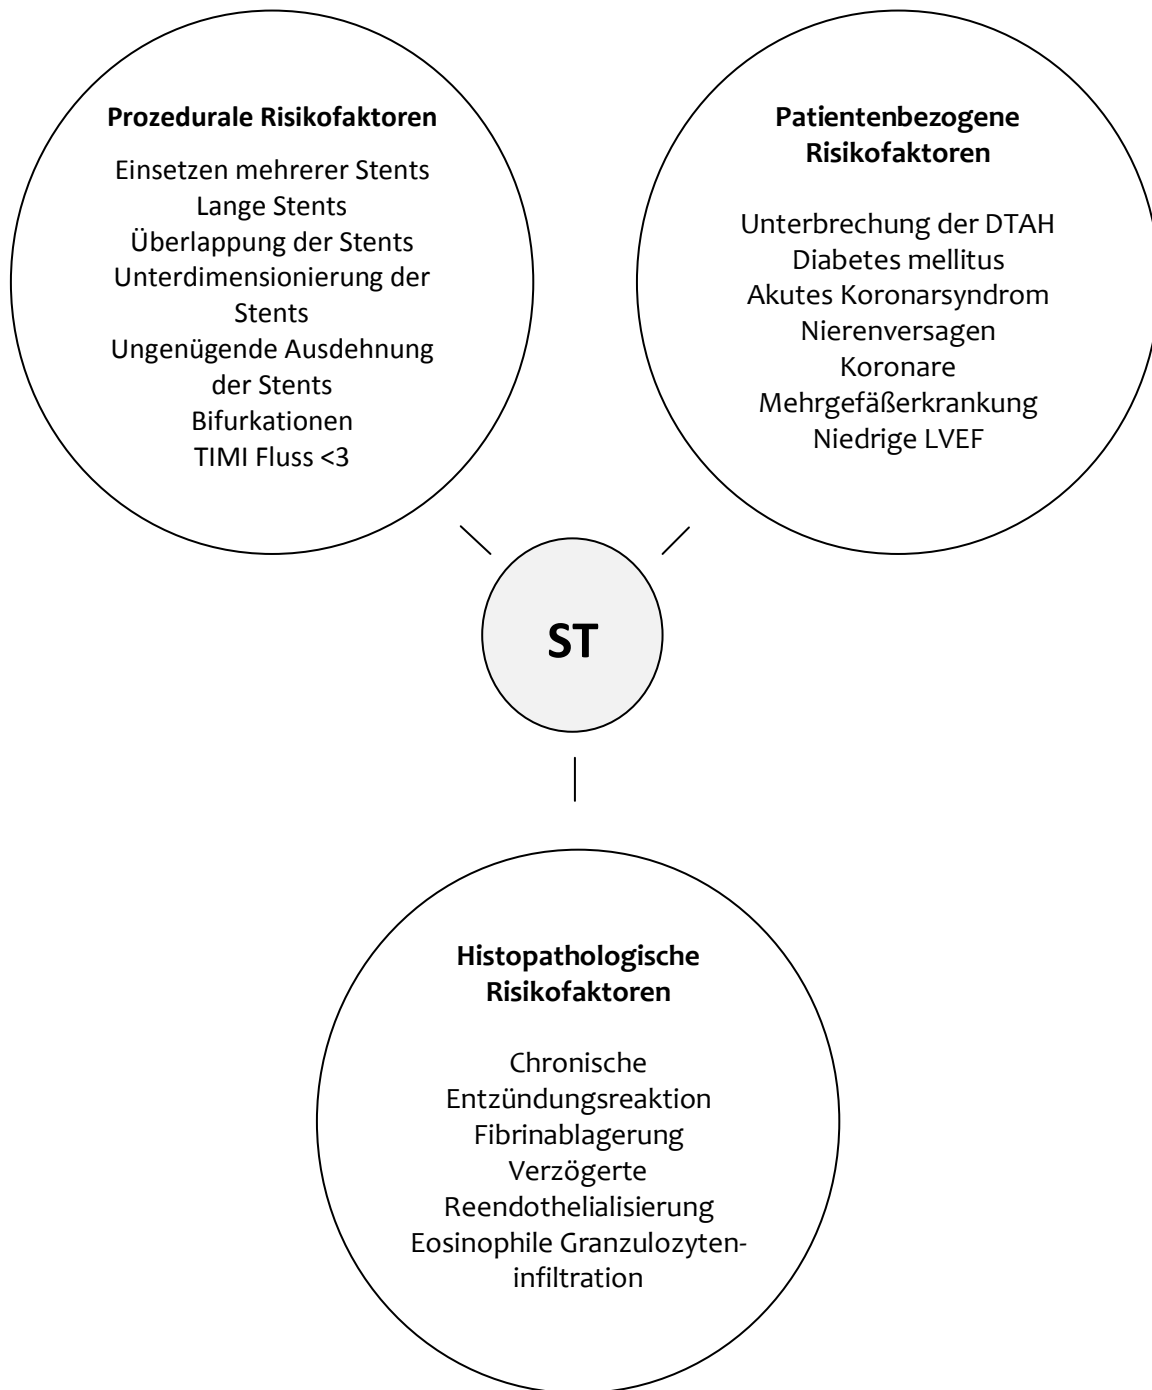 Prozedurale Risikofaktoren
Einsetzen mehrerer Stents
Lange Stents
Überlappung der Stents
Unterdimensionierung der
Stents
Ungenügende Ausdehnung
der Stents
Bifurkationen
TIMI Fluss <3
Patientenbezogene
Risikofaktoren
Unterbrechung der DTAH
Diabetes mellitus
Akutes Koronarsyndrom
Nierenversagen
Koronare
Mehrgefäßerkrankung
Niedrige LVEF
ST
Histopathologische
Risikofaktoren
Chronische
Entzündungsreaktion
Fibrinablagerung
Verzögerte
Reendothelialisierung
Eosinophile Granzulozyten-
infiltration